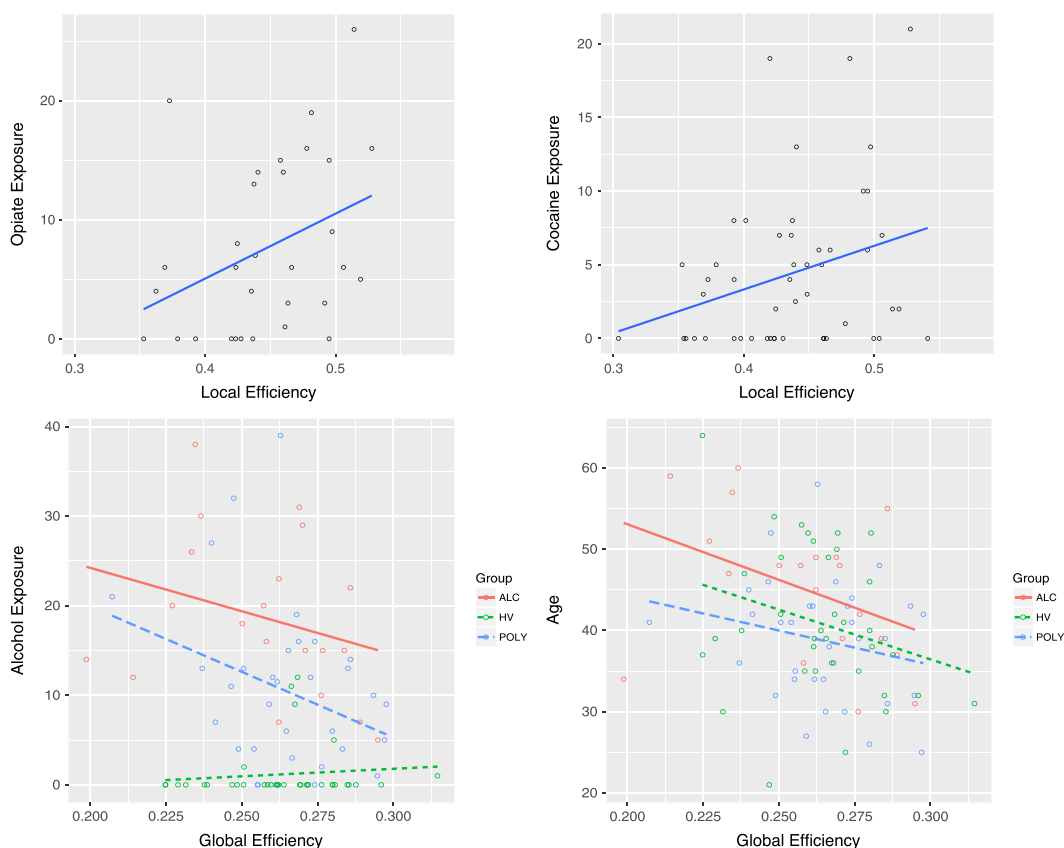 Opiate Exposure
20
10
0
0.3 0.4 0.5
Local Efficiency
Cocaine Exposure
20
15
10
5
0
0.3 0.4 0.5
Local Efficiency
Alcohol Exposure
40
30
20
10
0
0.200 0.225 0.250 0.275 0.300
Global Efficiency
Group
ALC
HV
POLY
Age
60
50
40
30
20
0.200 0.225 0.250 0.275 0.300
Global Efficiency
Group
ALC
HV
POLY